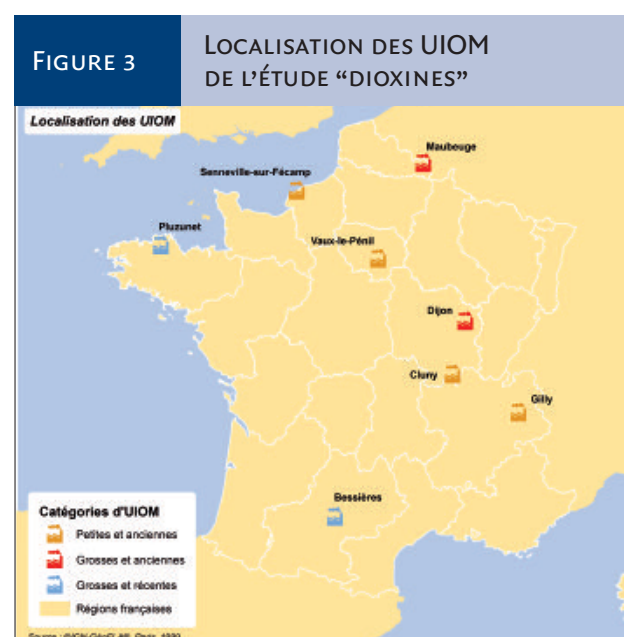 FIGURE 3
LOCALISATION DES UIOM
DE L'ÉTUDE “DIOXINES”
Localisation des UIOM
Maubeuge
Senneville-sur-Fécamp
Pluzunet
Vaux-le-Pénil
Dijon
Cluny
Gilly
Bessières
Catégories d'UIOM
Petites et anciennes
Grosses et anciennes
Grosses et récentes
Régions françaises